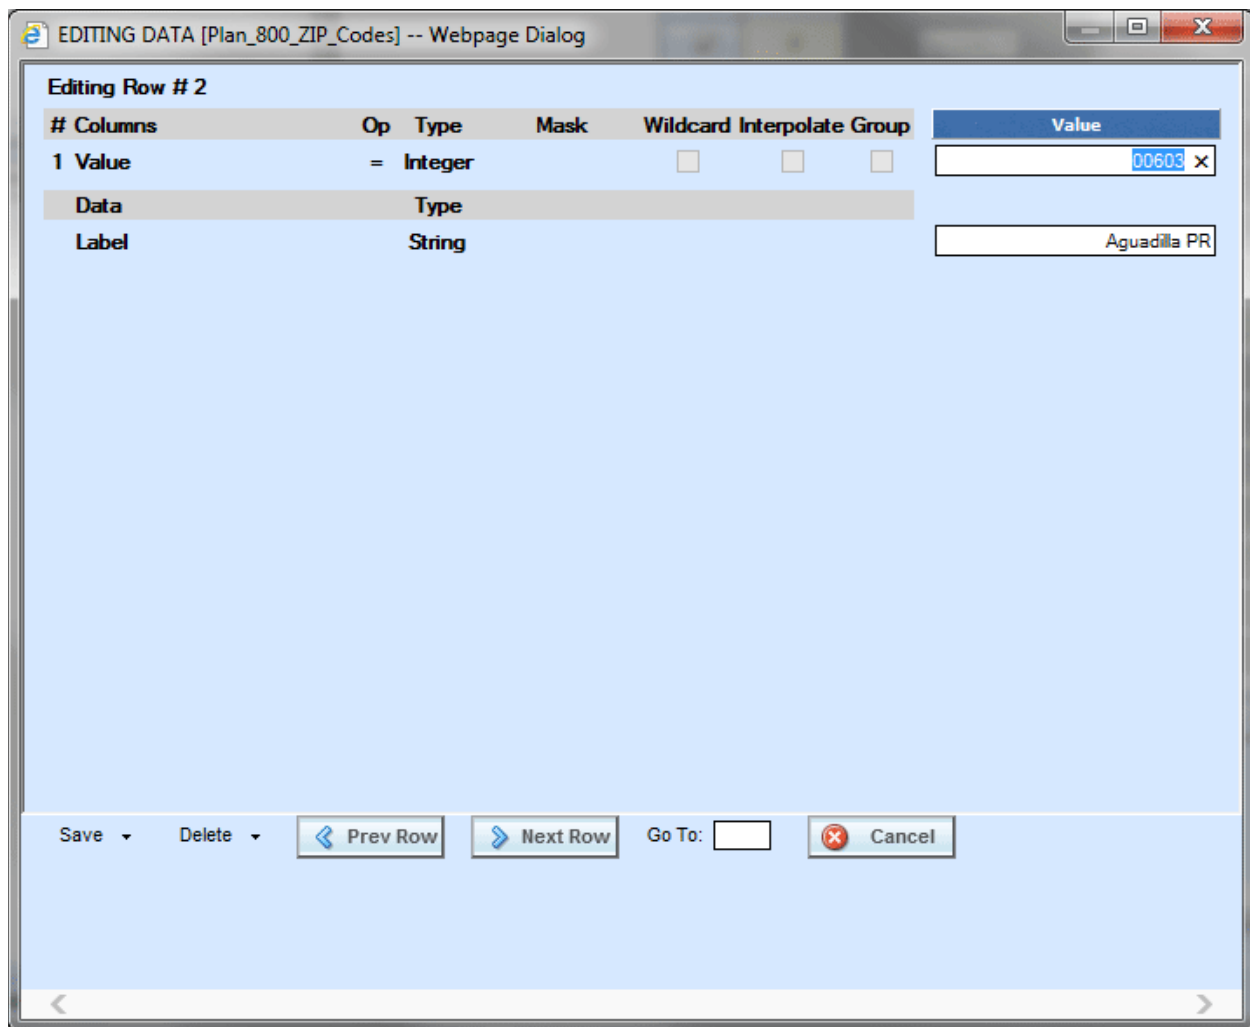 EDITING DATA [Plan_800_ZIP_Codes] -- Webpage Dialog
Editing Row # 2
# Columns Op Type Mask Wildcard Interpolate Group Value
1 Value = Integer 00603
Data Type
Label String Aguadilla PR
Save Delete Prev Row Next Row Go To: Cancel